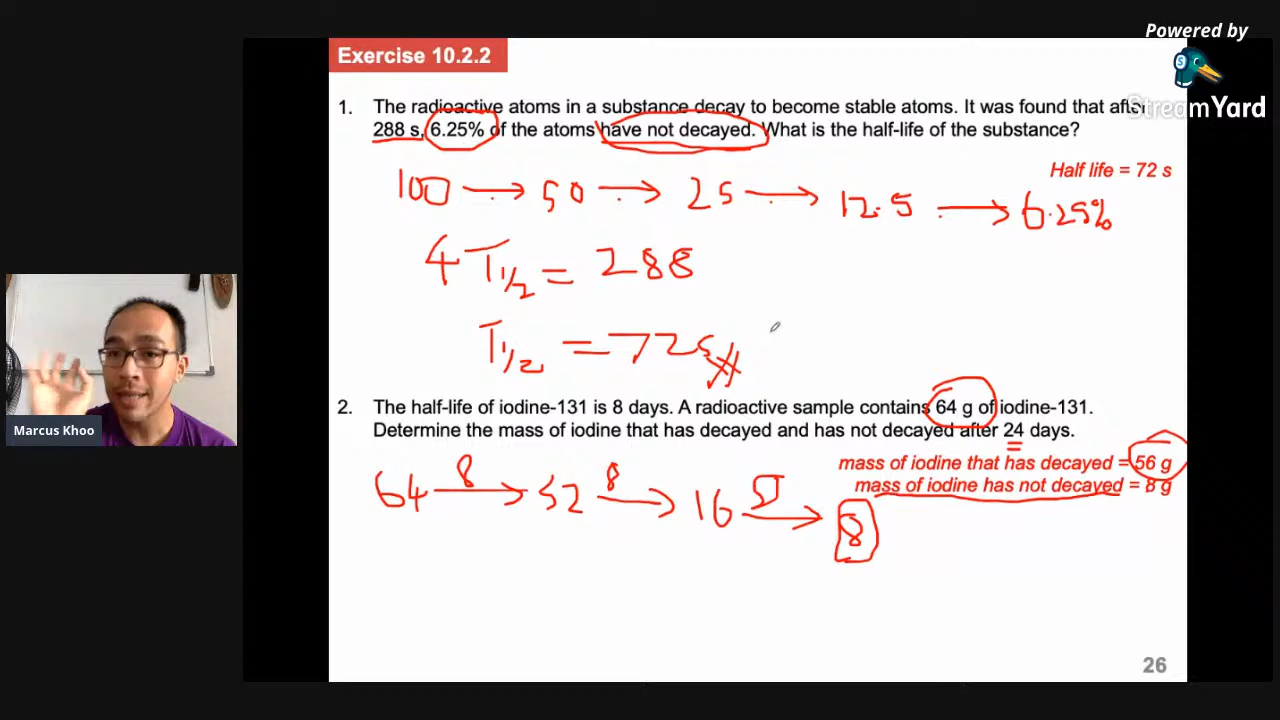 Powered by
StreamYard
Exercise 10.2.2
1. The radioactive atoms in a substance decay to become stable atoms. It was found that after
288 s, 6.25% of the atoms have not decayed. What is the half-life of the substance?
Half life = 72 s
100 → 50 → 25 → 12.5 → 6.25%
4 T1/2 = 288
T1/2 = 72 s
2. The half-life of iodine-131 is 8 days. A radioactive sample contains 64 g of iodine-131.
Determine the mass of iodine that has decayed and has not decayed after 24 days.
mass of iodine that has decayed = 56 g
mass of iodine has not decayed = 8 g
8 8 8
64 → 32 → 16 → 8
Marcus Khoo
26